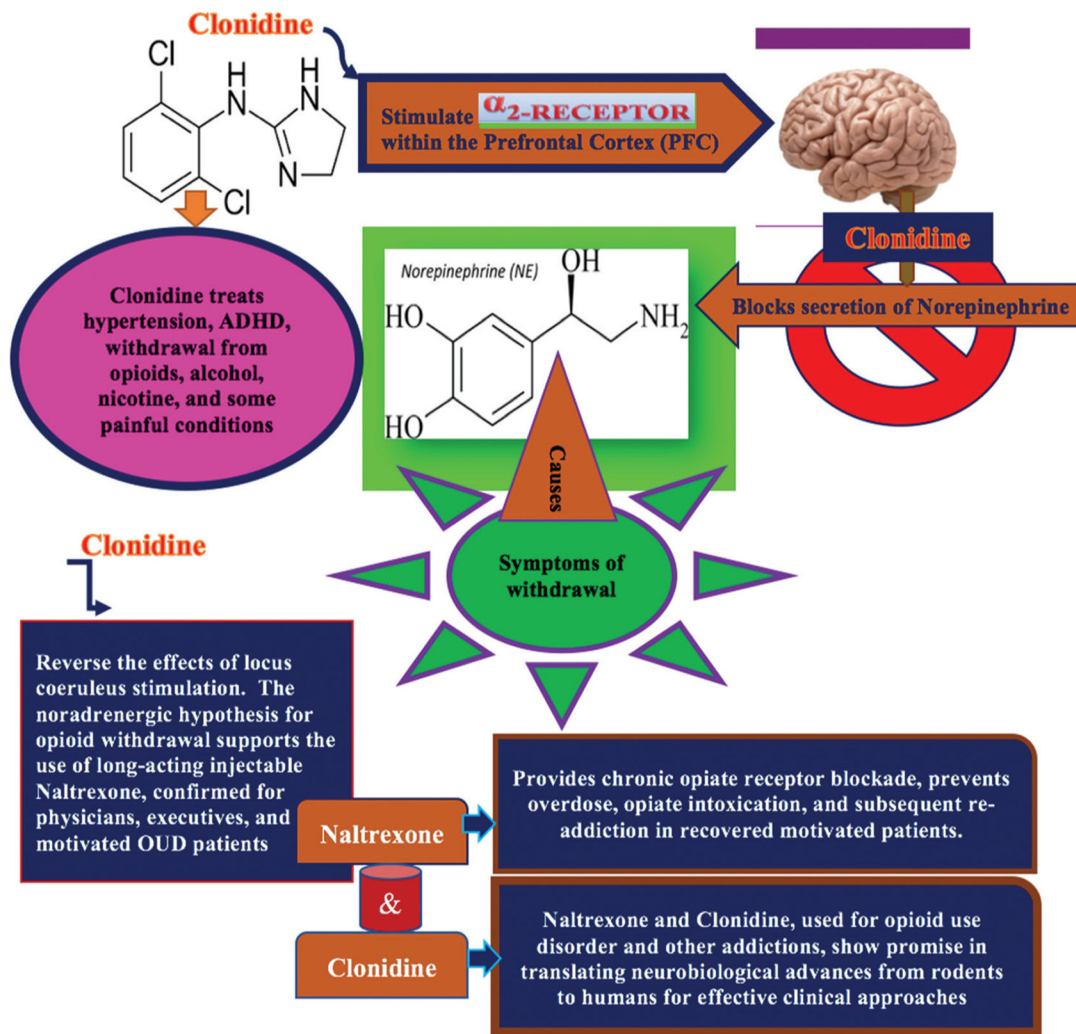 Clonidine
Cl
H
N
H
N
N
Cl
Stimulate α2-RECEPTOR
within the Prefrontal Cortex (PFC)
Clonidine
Blocks secretion of Norepinephrine
Clonidine treats
hypertension, ADHD,
withdrawal from
opioids, alcohol,
nicotine, and some
painful conditions
Norepinephrine (NE)
OH
HO
NH2
HO
Causes
Symptoms of
withdrawal
Clonidine
Reverse the effects of locus
coeruleus stimulation. The
noradrenergic hypothesis for
opioid withdrawal supports the
use of long-acting injectable
Naltrexone, confirmed for
physicians, executives, and
motivated OUD patients
Naltrexone
Provides chronic opiate receptor blockade, prevents
overdose, opiate intoxication, and subsequent re-
addiction in recovered motivated patients.
&
Clonidine
Naltrexone and Clonidine, used for opioid use
disorder and other addictions, show promise in
translating neurobiological advances from rodents
to humans for effective clinical approaches